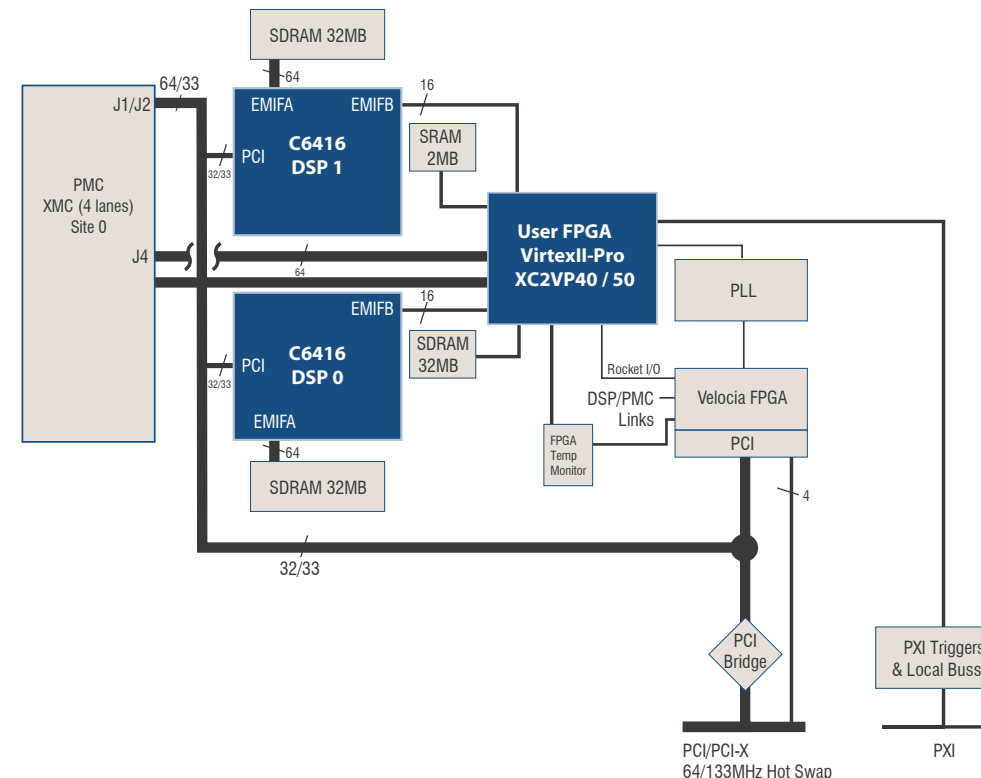 SDRAM 32MB
64
64/33
J1/J2
EMIFA
EMIFB
16
C6416
DSP 1
PCI
32/33
SRAM
2MB
PMC
XMC (4 lanes)
Site 0
User FPGA
VirtexII-Pro
XC2VP40 / 50
J4
64
PLL
EMIFB
16
C6416
DSP 0
PCI
32/33
SDRAM
32MB
Rocket I/O
DSP/PMC
Links
Velocia FPGA
PCI
EMIFA
64
SDRAM 32MB
FPGA
Temp
Monitor
4
32/33
PCI
Bridge
PXI Triggers
& Local Buss
PCI/PCI-X
64/133MHz Hot Swap
PXI